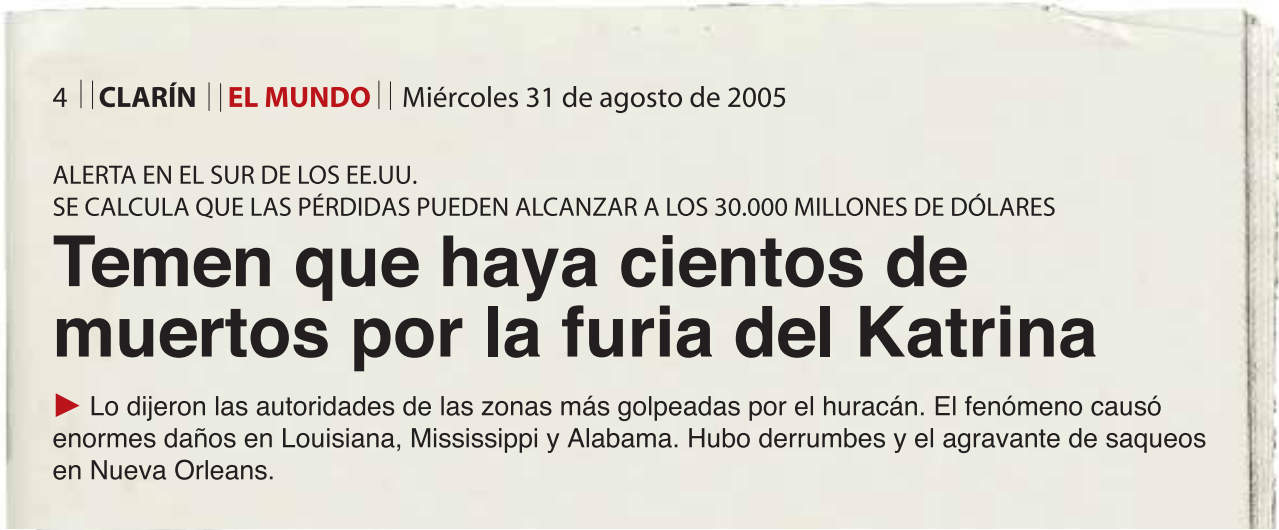 4 || CLARÍN || EL MUNDO || Miércoles 31 de agosto de 2005
ALERTA EN EL SUR DE LOS EE.UU.
SE CALCULA QUE LAS PÉRDIDAS PUEDEN ALCANZAR A LOS 30.000 MILLONES DE DÓLARES
Temen que haya cientos de
muertos por la furia del Katrina
▶ Lo dijeron las autoridades de las zonas más golpeadas por el huracán. El fenómeno causó
enormes daños en Louisiana, Mississippi y Alabama. Hubo derrumbes y el agravante de saqueos
en Nueva Orleans.